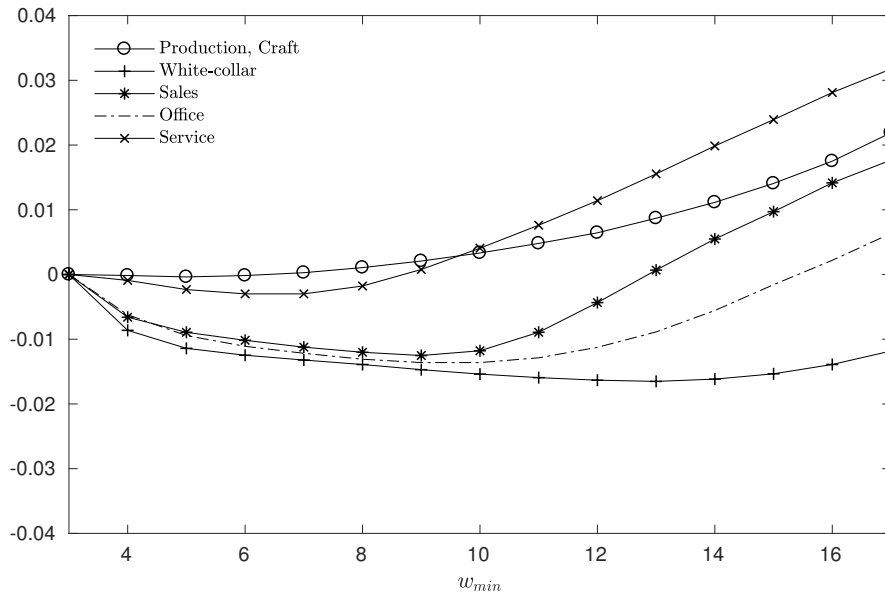 0.04
0.03
0.02
0.01
0
-0.01
-0.02
-0.03
-0.04
Production, Craft
White-collar
Sales
Office
Service
4 6 8 10 12 14 16
w_min